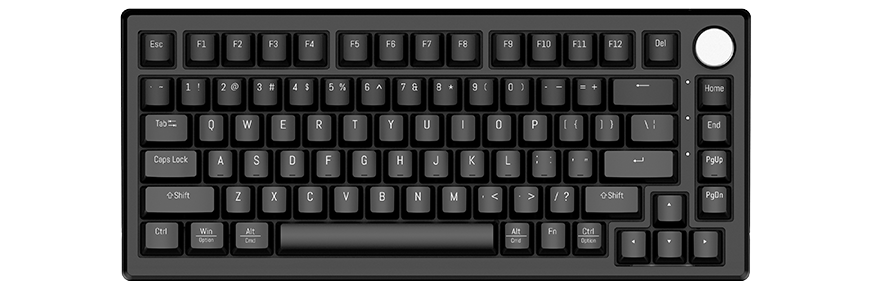 Esc F1 F2 F3 F4 F5 F6 F7 F8 F9 F10 F11 F12 Del
` ~ 1 ! 2 @ 3 # 4 $ 5 % 6 ^ 7 & 8 * 9 ( 0 ) - = + ← Home
Tab Q W E R T Y U I O P [ { ] } \ | End
Caps Lock A S D F G H J K L ; : ' " ↵ PgUp
⇧Shift Z X C V B N M , < . > / ? ⇧Shift ▲ PgDn
Ctrl Win Alt Alt Fn Ctrl ◄ ▼ ►
Option Cmd Cmd Option